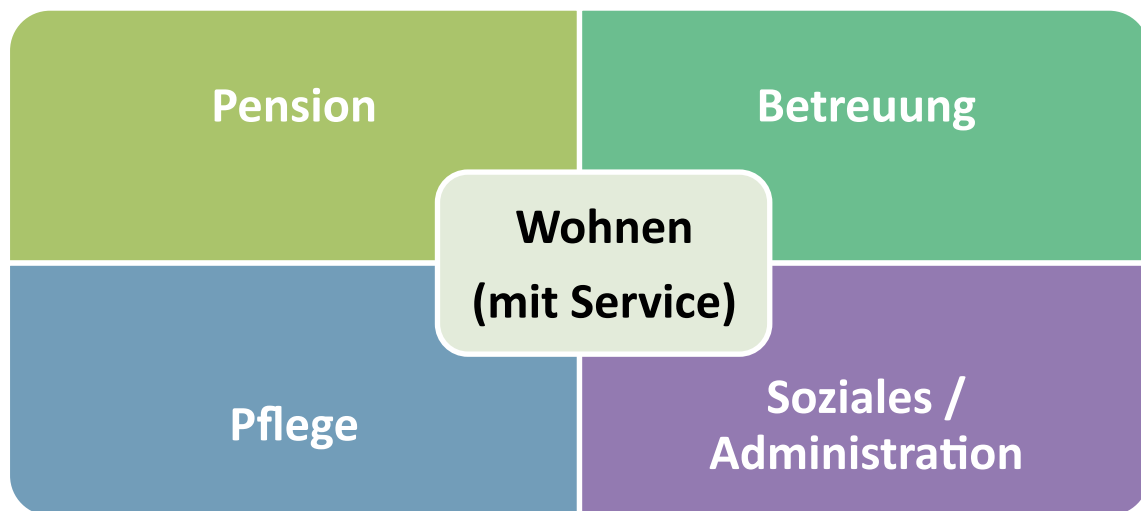 Pension
Betreuung
Wohnen
(mit Service)
Pflege
Soziales /
Administration